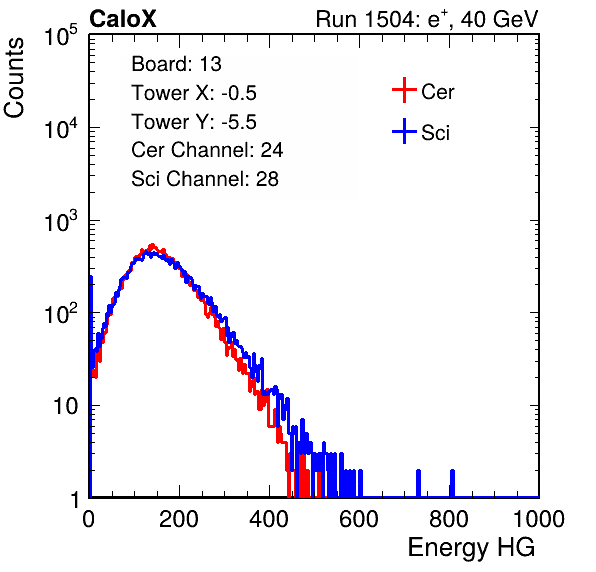 CaloX Run 1504: e⁺, 40 GeV
Counts
Board: 13
Tower X: -0.5
Tower Y: -5.5
Cer Channel: 24
Sci Channel: 28
Cer
Sci
10⁵
10⁴
10³
10²
10
1
0 200 400 600 800 1000
Energy HG